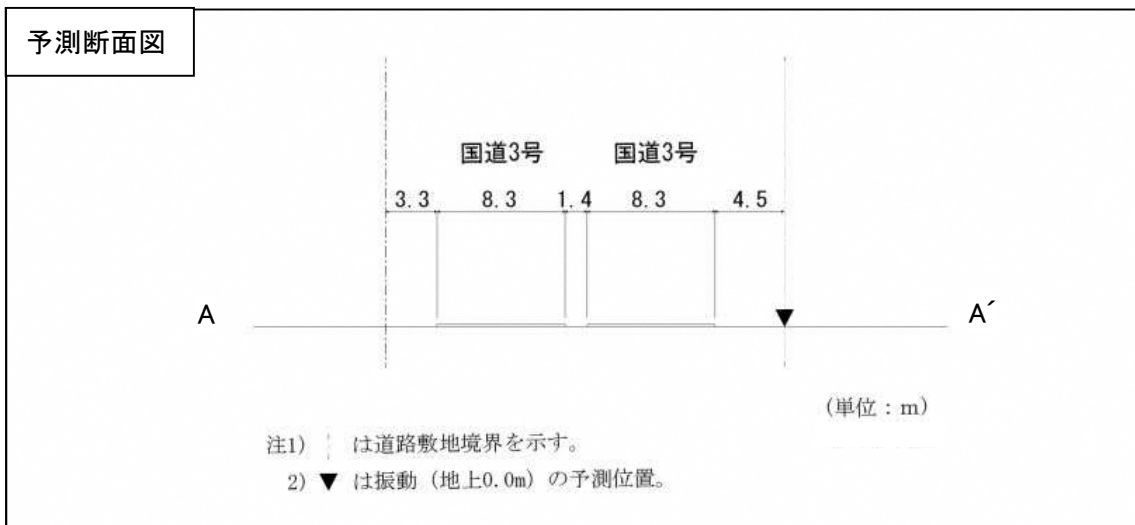 予測断面図
国道3号 国道3号
3.3 8.3 1.4 8.3 4.5
A A´
(単位：m)
注1) ¦ は道路敷地境界を示す。
2) ▼ は振動（地上0.0m）の予測位置。